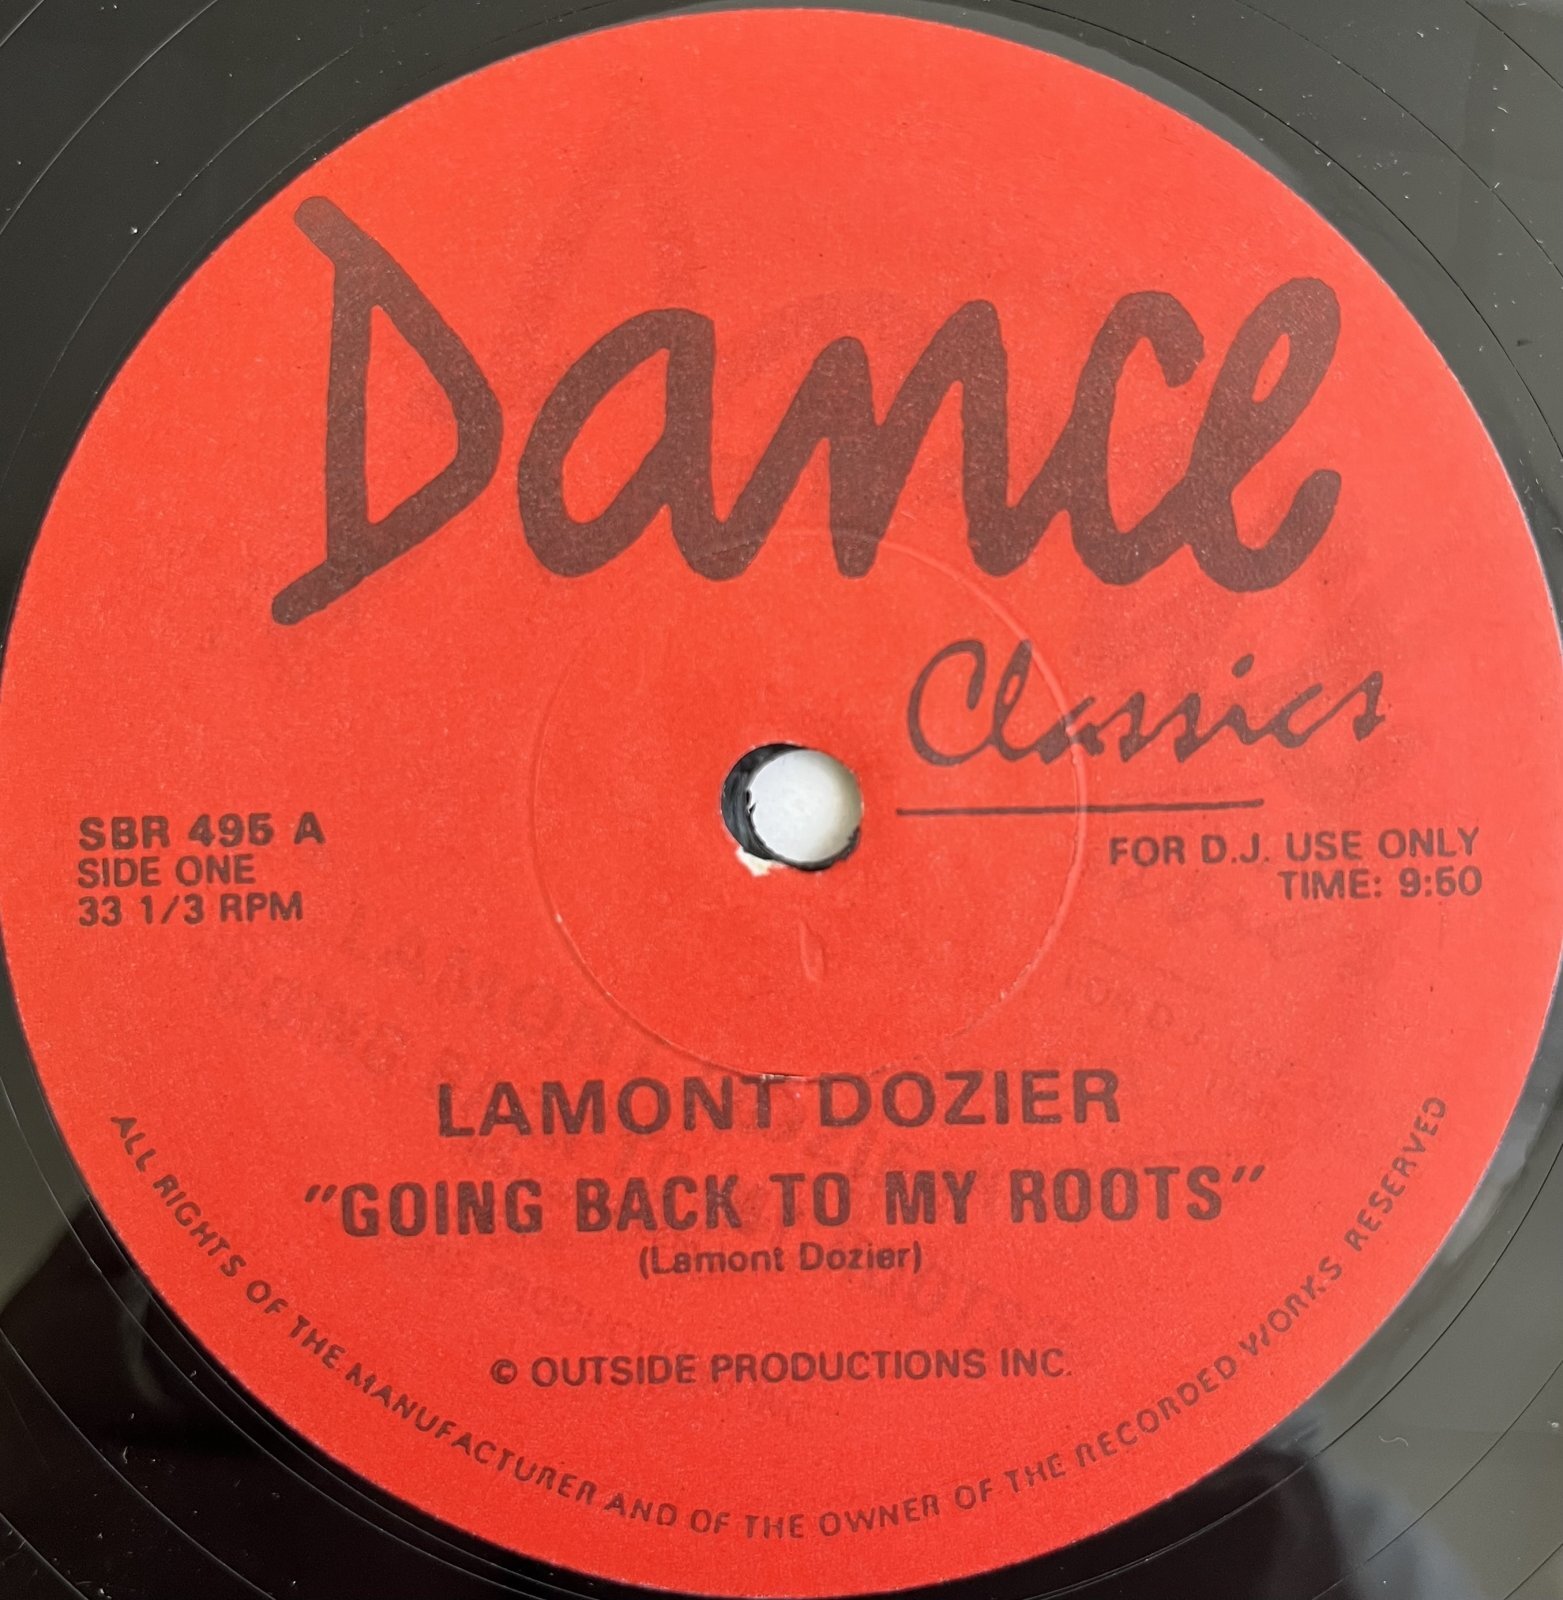 Dance
Classics
SBR 495 A
SIDE ONE
33 1/3 RPM
FOR D.J. USE ONLY
TIME: 9:50
LAMONT DOZIER
"GOING BACK TO MY ROOTS"
(Lamont Dozier)
© OUTSIDE PRODUCTIONS INC.
ALL RIGHTS OF THE MANUFACTURER AND OF THE OWNER OF THE RECORDED WORKS RESERVED